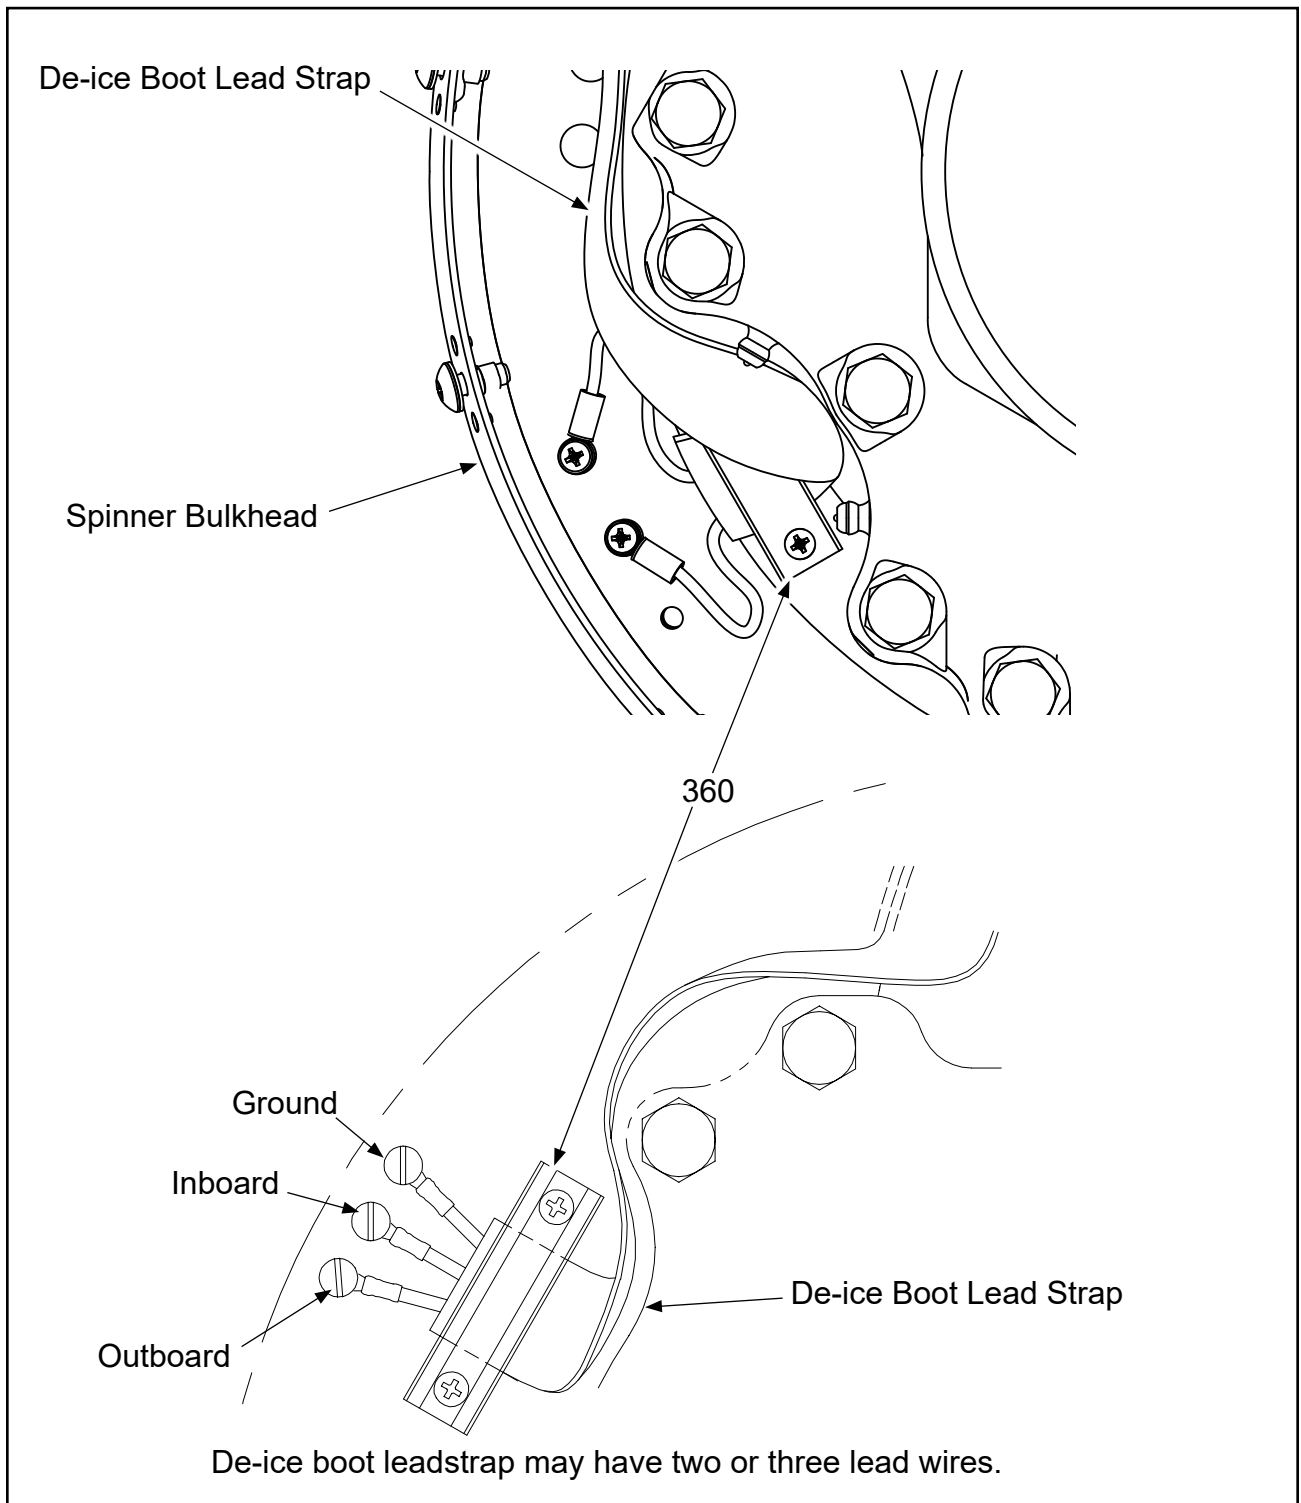 De-ice Boot Lead Strap
Spinner Bulkhead
360
Ground
Inboard
De-ice Boot Lead Strap
Outboard
De-ice boot leadstrap may have two or three lead wires.